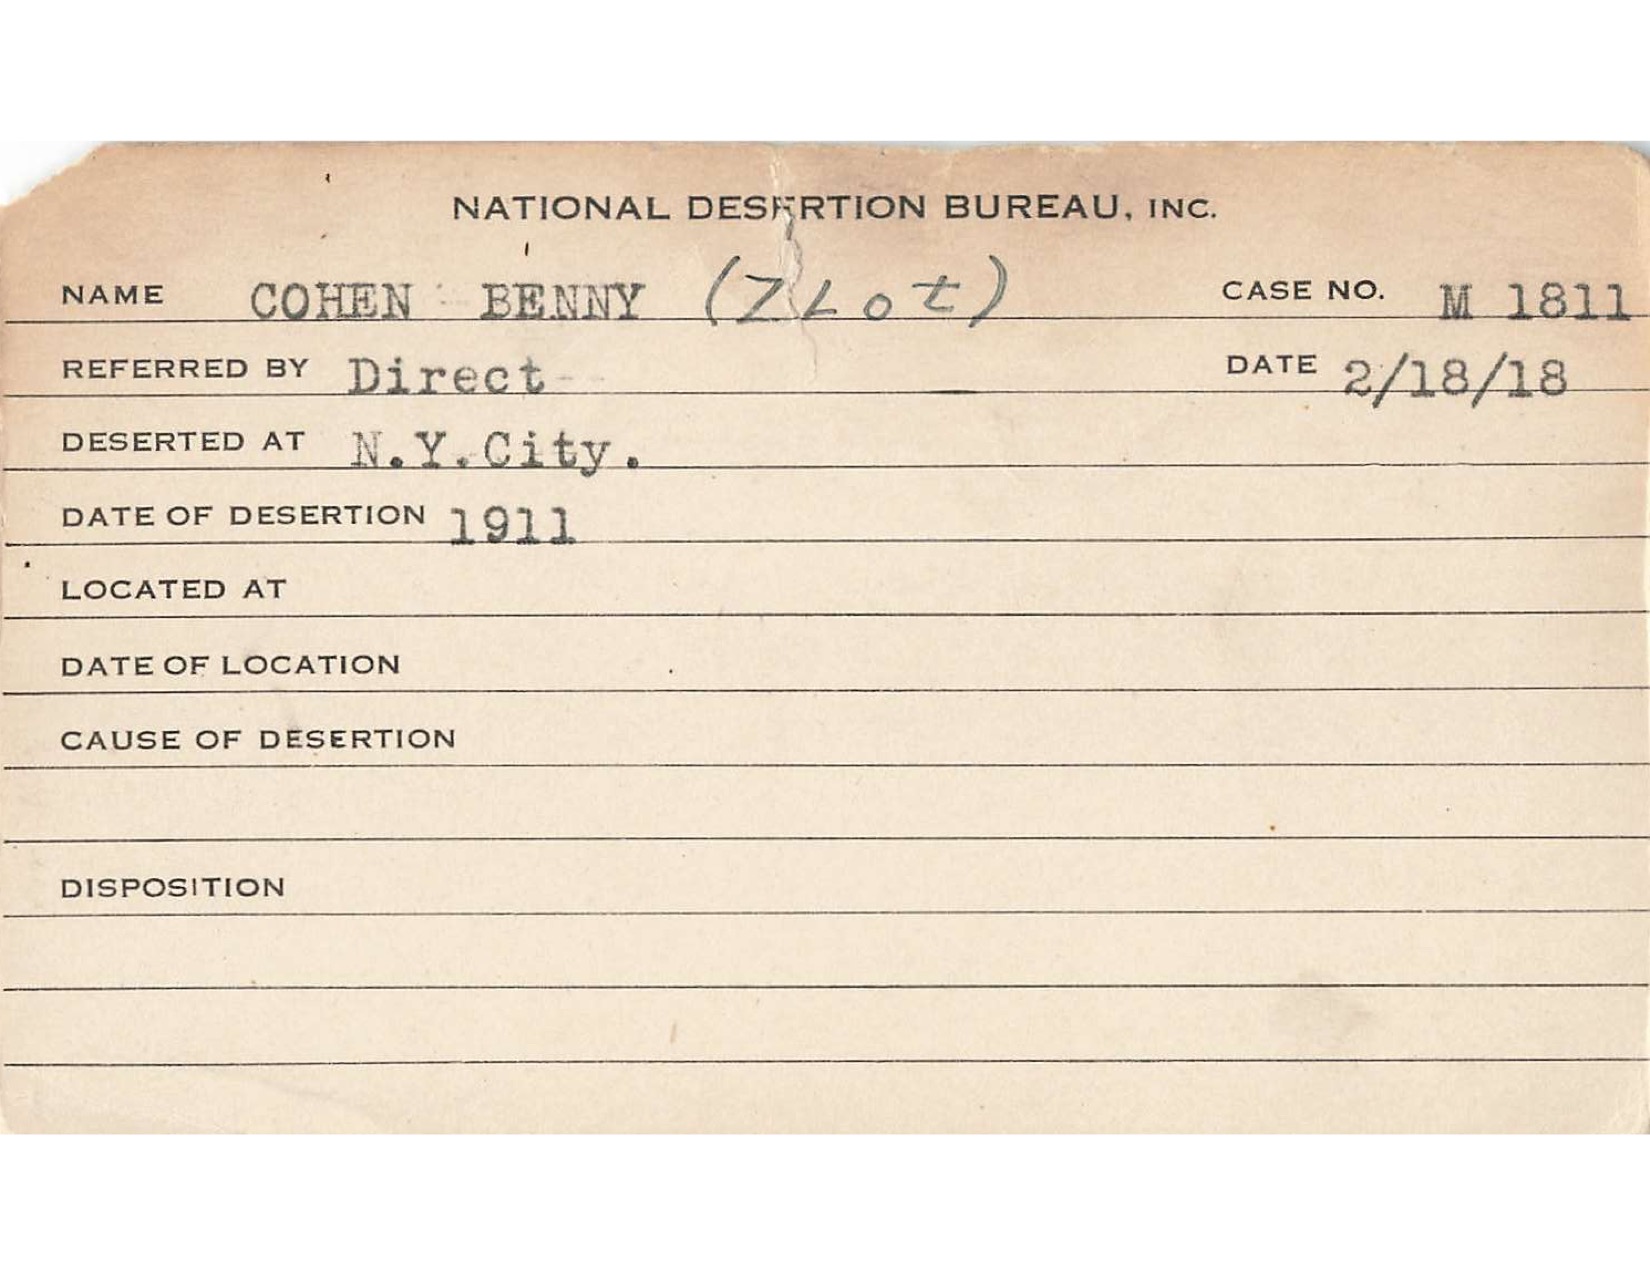 NATIONAL DESERTION BUREAU, INC.
NAME COHEN BENNY (ZLot) CASE NO. M 1811
REFERRED BY Direct DATE 2/18/18
DESERTED AT N.Y.City.
DATE OF DESERTION 1911
LOCATED AT
DATE OF LOCATION
CAUSE OF DESERTION
DISPOSITION